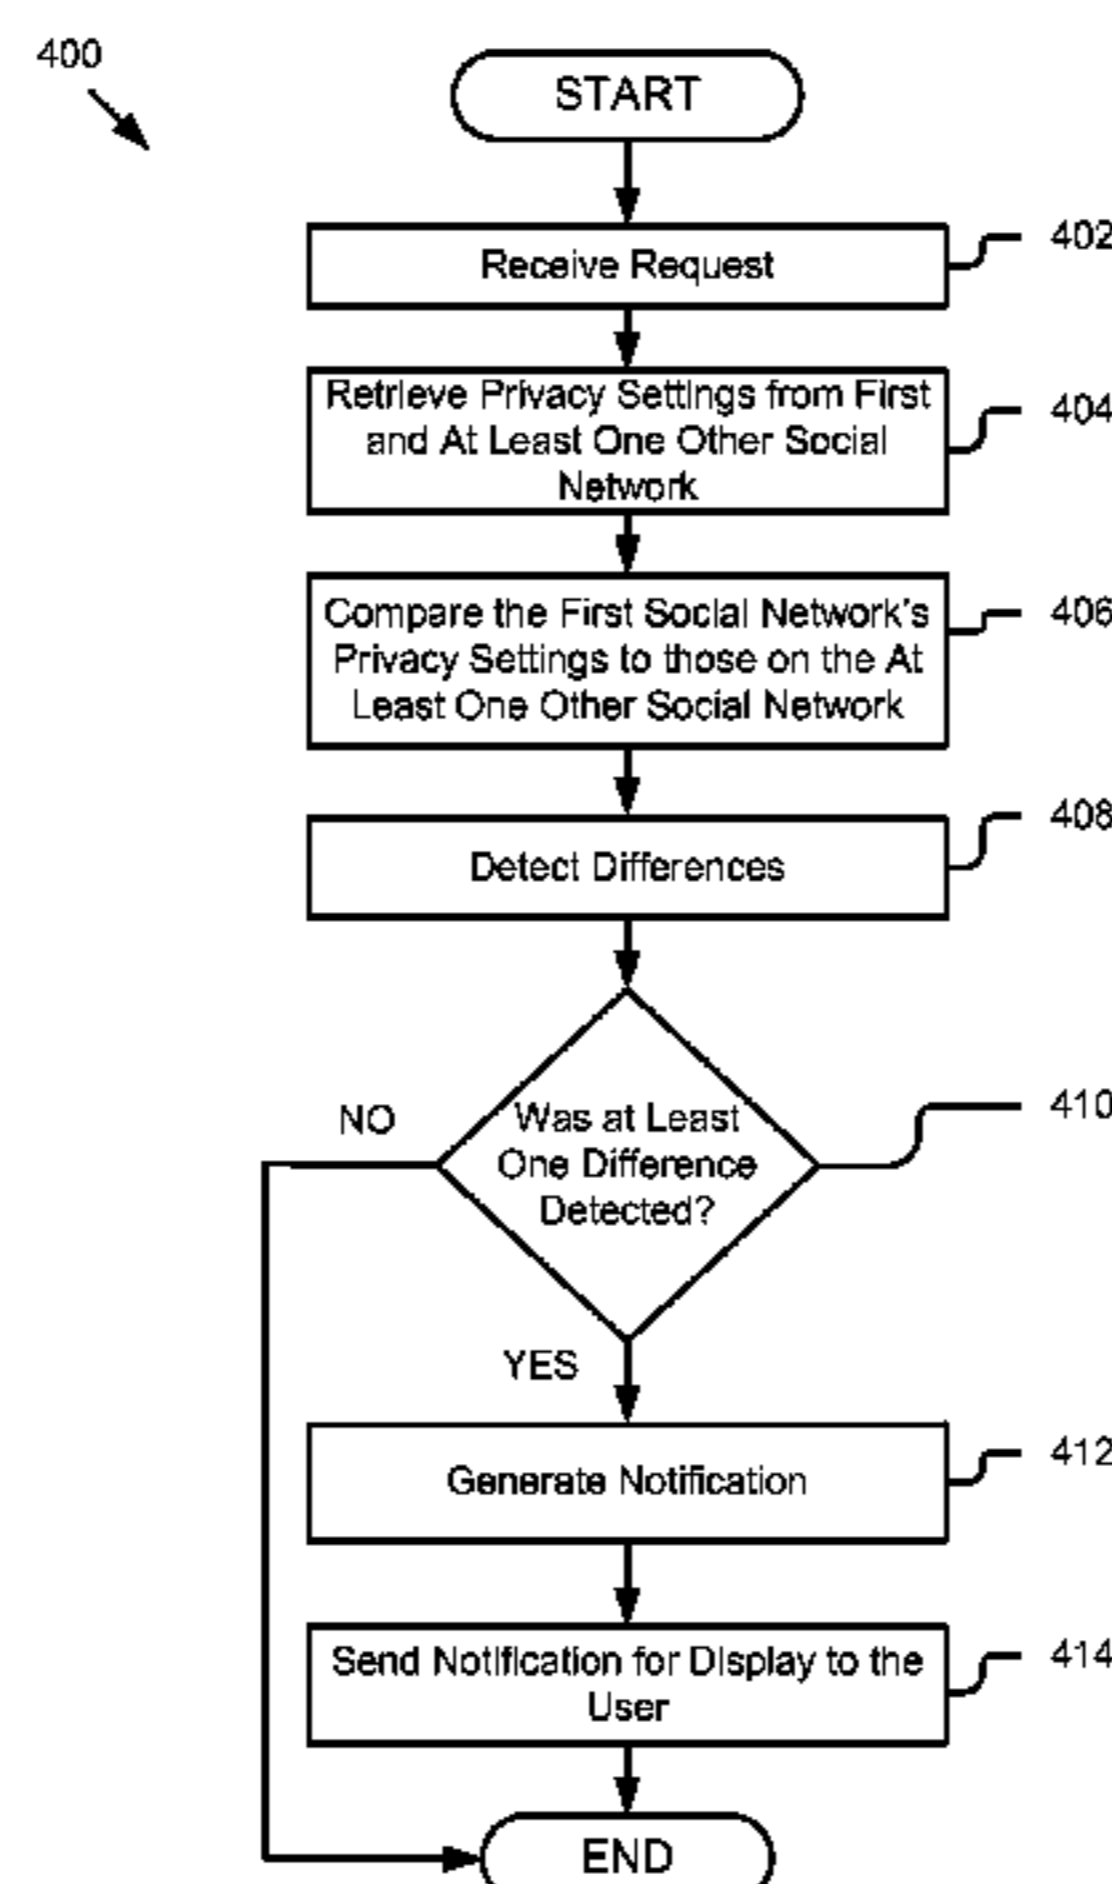 400
START
Receive Request
402
Retrieve Privacy Settings from First
and At Least One Other Social
Network
404
Compare the First Social Network's
Privacy Settings to those on the At
Least One Other Social Network
406
Detect Differences
408
Was at Least
One Difference
Detected?
410
NO
YES
Generate Notification
412
Send Notification for Display to the
User
414
END